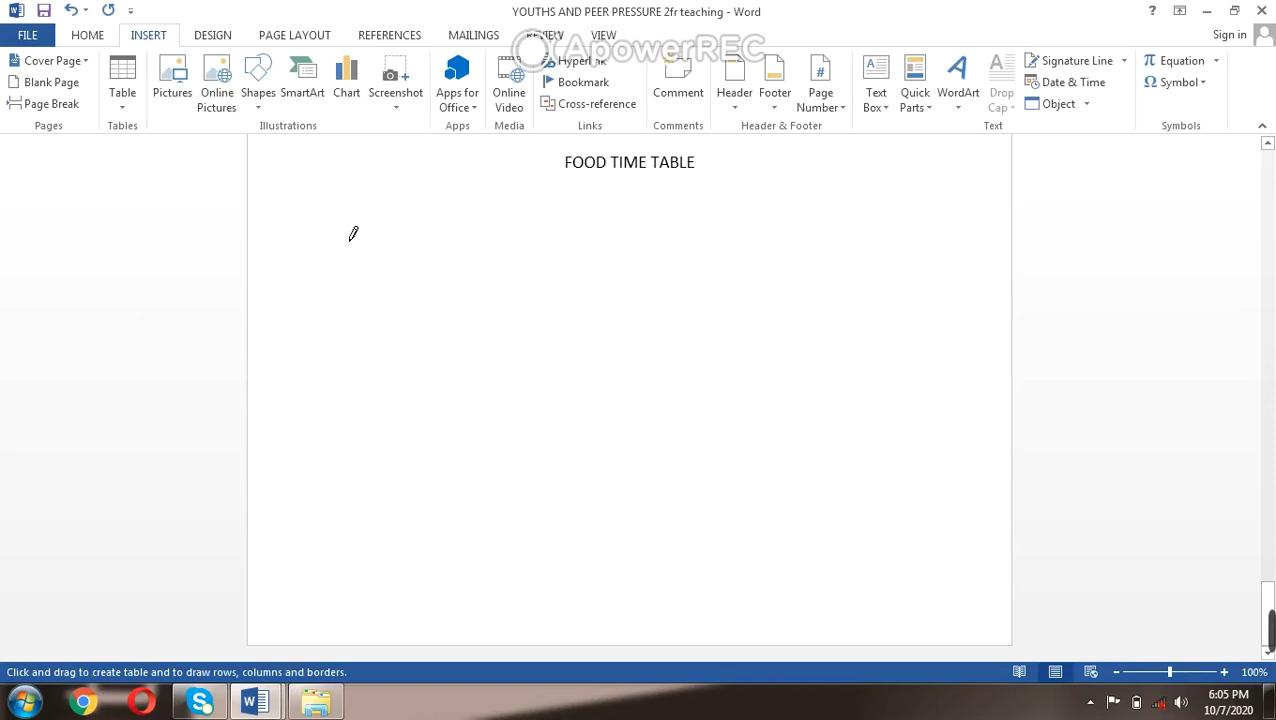 YOUTHS AND PEER PRESSURE 2fr teaching - Word
FILE HOME INSERT DESIGN PAGE LAYOUT REFERENCES MAILINGS REVIEW VIEW Sign in
ApowerREC
Cover Page
Blank Page
Page Break
Pages
Table
Tables
Pictures
Online Pictures
Shapes
SmartArt
Chart
Screenshot
Illustrations
Apps for Office
Apps
Online Video
Media
Hyperlink
Bookmark
Cross-reference
Links
Comment
Comments
Header
Footer
Page Number
Header & Footer
Text Box
Quick Parts
WordArt
Drop Cap
Signature Line
Date & Time
Object
Text
Equation
Symbol
Symbols
FOOD TIME TABLE
Click and drag to create table and to draw rows, columns and borders.
100%
6:05 PM
10/7/2020